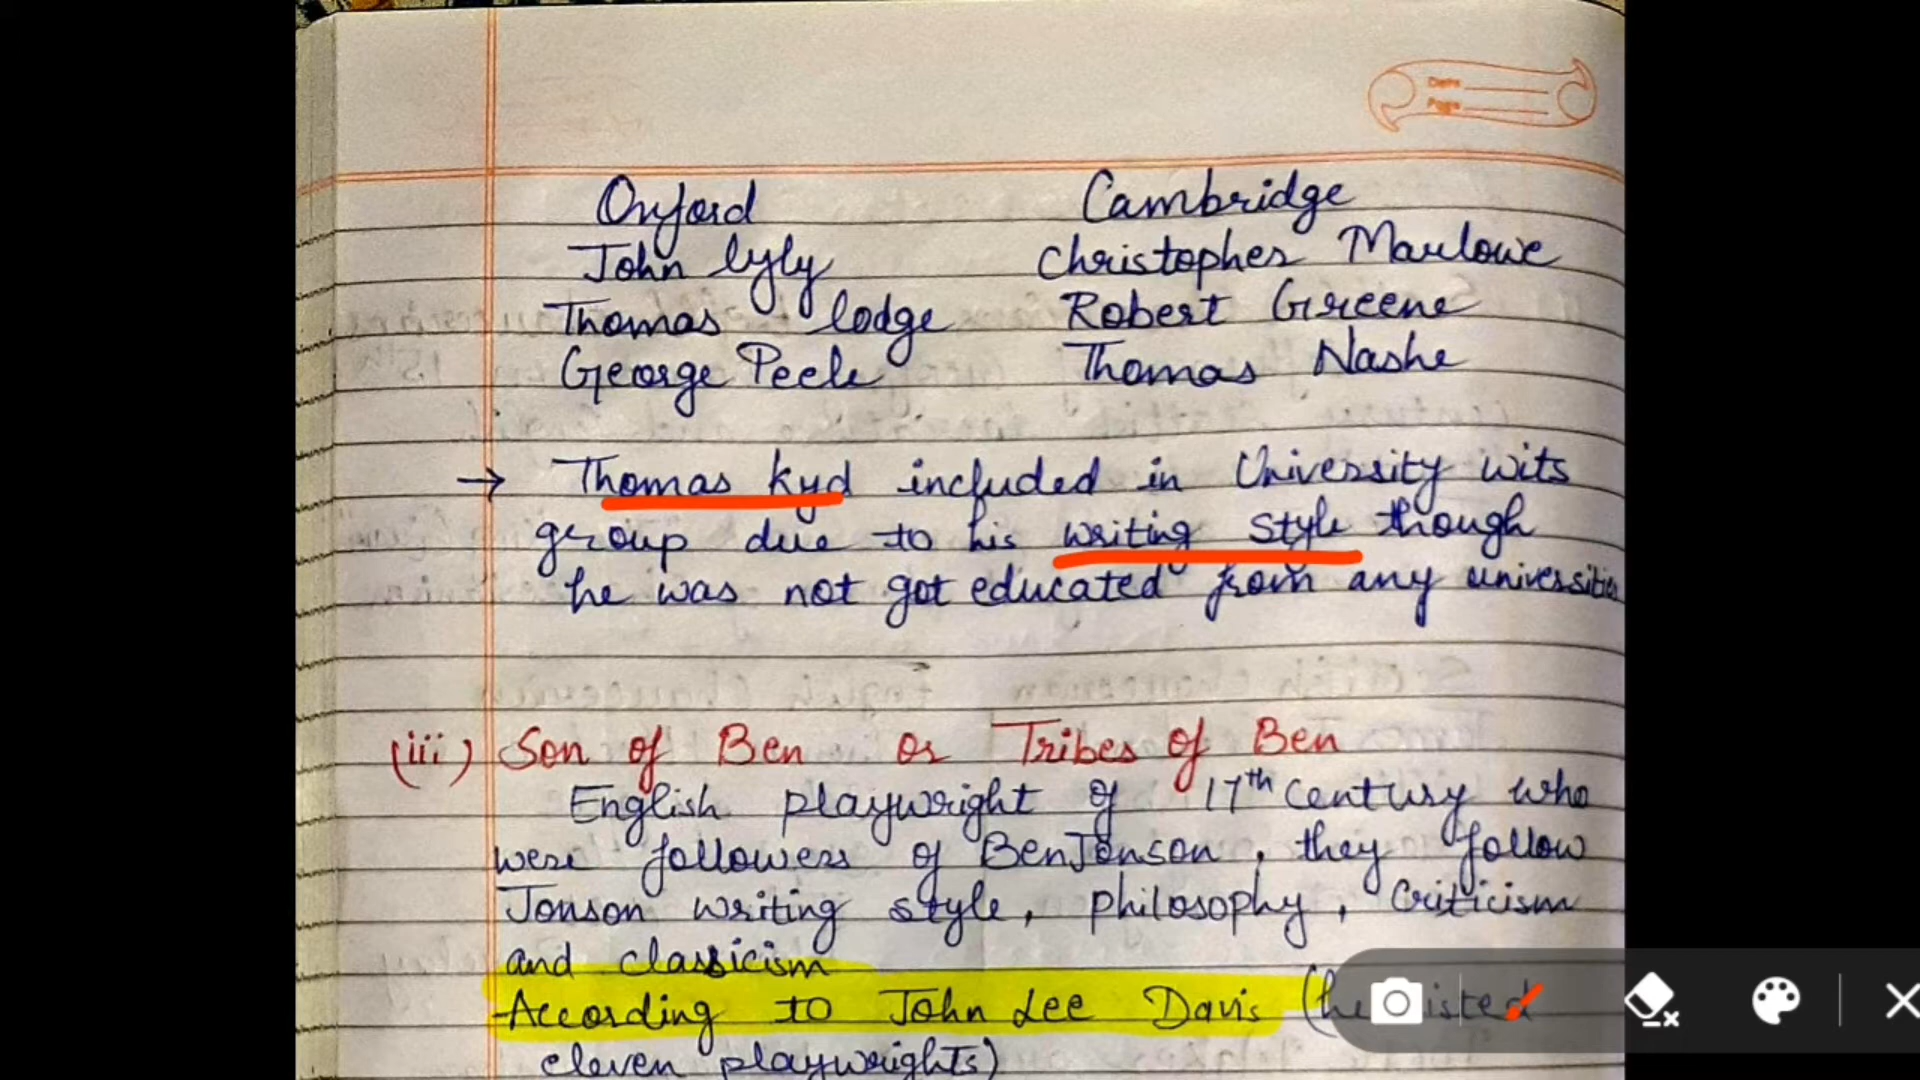 Date
Page
Oxford Cambridge
John lyly Christopher Marlowe
Thomas lodge Robert Greene
George Peele Thomas Nashe
→ Thomas kyd included in University wits
group due to his writing style though
he was not got educated from any universities
(iii) Son of Ben or Tribes of Ben
English playwright of 17th century who
were followers of Ben Jonson, they follow
Jonson writing style, philosophy, criticism
and classicism
According to John Lee Davis (he listed
eleven playwrights)